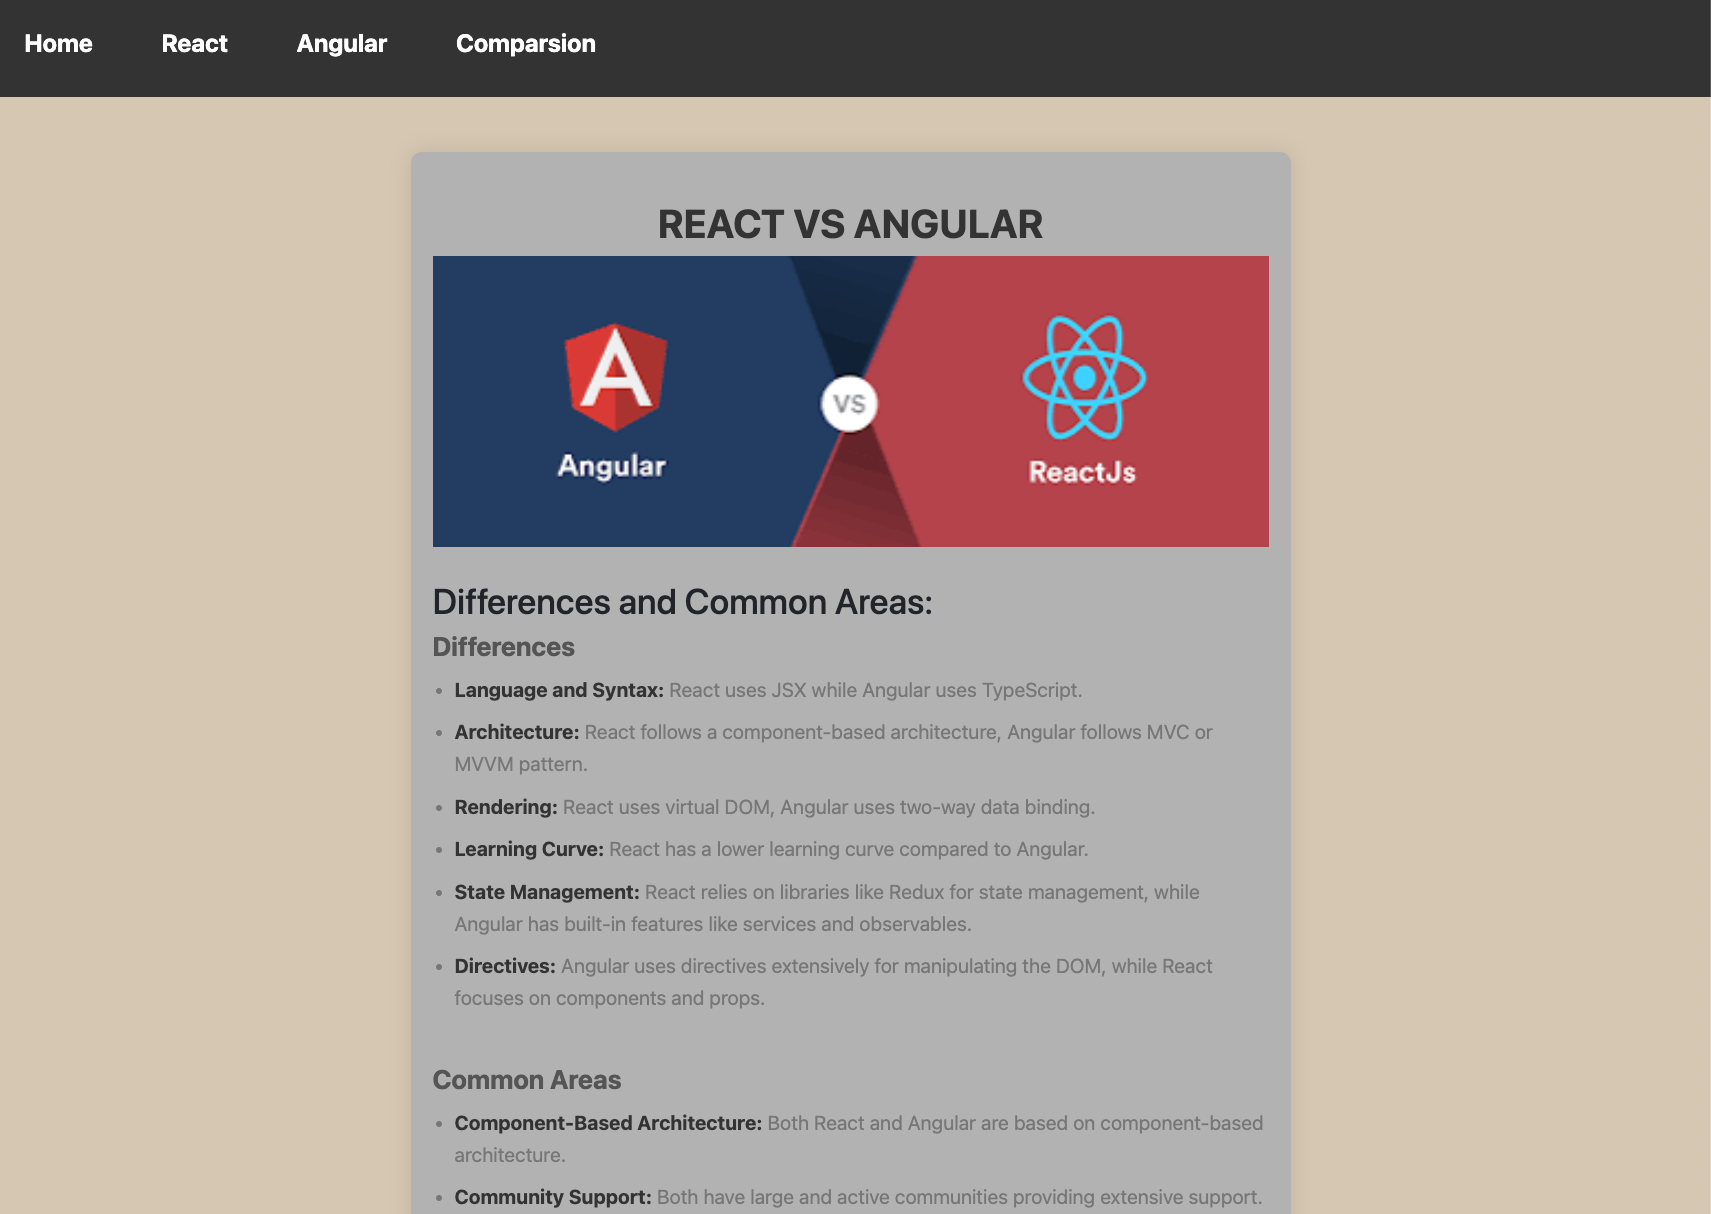 Home React Angular Comparsion
REACT VS ANGULAR
Angular
VS
ReactJs
Differences and Common Areas:
Differences
• Language and Syntax: React uses JSX while Angular uses TypeScript.
• Architecture: React follows a component-based architecture, Angular follows MVC or
MVVM pattern.
• Rendering: React uses virtual DOM, Angular uses two-way data binding.
• Learning Curve: React has a lower learning curve compared to Angular.
• State Management: React relies on libraries like Redux for state management, while
Angular has built-in features like services and observables.
• Directives: Angular uses directives extensively for manipulating the DOM, while React
focuses on components and props.
Common Areas
• Component-Based Architecture: Both React and Angular are based on component-based
architecture.
• Community Support: Both have large and active communities providing extensive support.